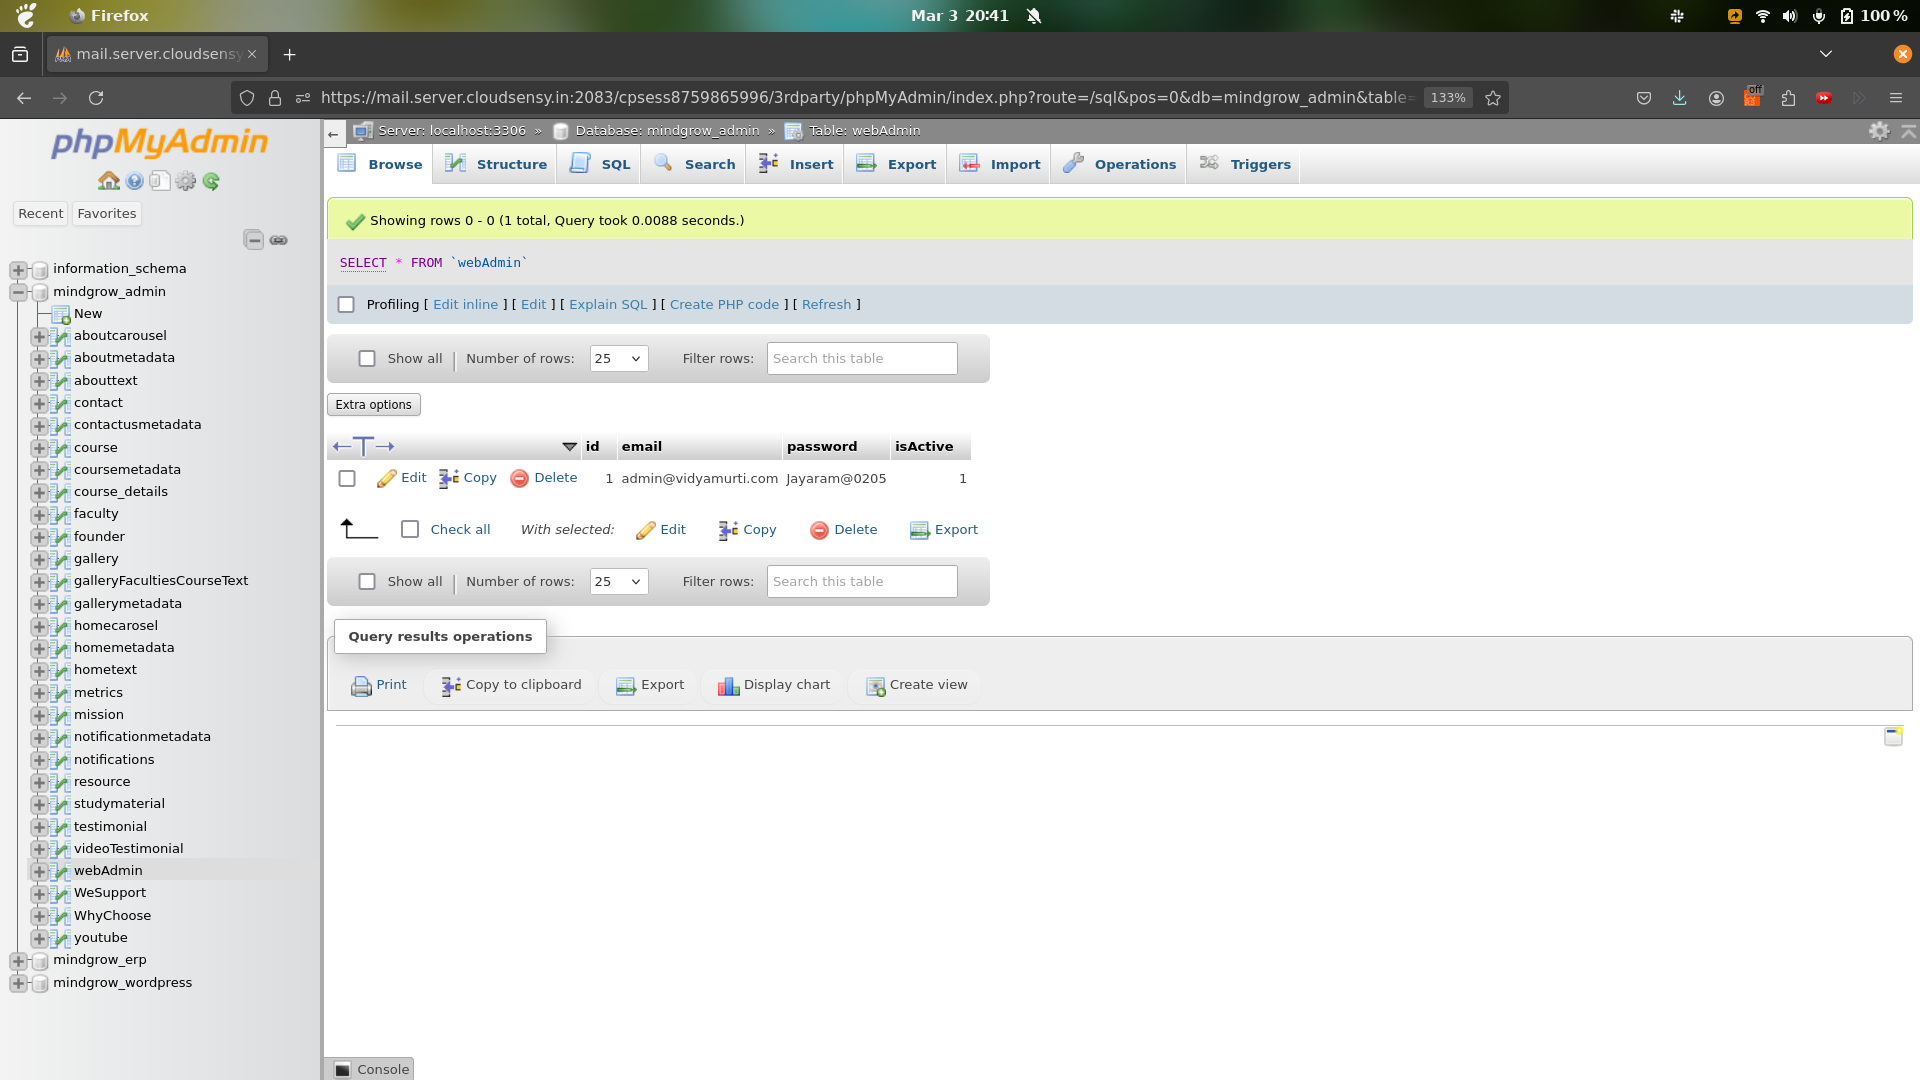 Firefox
Mar 3 20:41
100 %
mail.server.cloudsensy
https://mail.server.cloudsensy.in:2083/cpsess8759865996/3rdparty/phpMyAdmin/index.php?route=/sql&pos=0&db=mindgrow_admin&table=
133%
off
phpMyAdmin
Recent Favorites
information_schema
mindgrow_admin
New
aboutcarousel
aboutmetadata
abouttext
contact
contactusmetadata
course
coursemetadata
course_details
faculty
founder
gallery
galleryFacultiesCourseText
gallerymetadata
homecarosel
homemetadata
hometext
metrics
mission
notificationmetadata
notifications
resource
studymaterial
testimonial
videoTestimonial
webAdmin
WeSupport
WhyChoose
youtube
mindgrow_erp
mindgrow_wordpress
Server: localhost:3306 » Database: mindgrow_admin » Table: webAdmin
Browse Structure SQL Search Insert Export Import Operations Triggers
Showing rows 0 - 0 (1 total, Query took 0.0088 seconds.)
SELECT * FROM `webAdmin`
Profiling [ Edit inline ] [ Edit ] [ Explain SQL ] [ Create PHP code ] [ Refresh ]
Show all | Number of rows: 25 Filter rows: Search this table
Extra options
id email password isActive
Edit Copy Delete 1 admin@vidyamurti.com Jayaram@0205 1
Check all With selected: Edit Copy Delete Export
Show all | Number of rows: 25 Filter rows: Search this table
Query results operations
Print Copy to clipboard Export Display chart Create view
Console